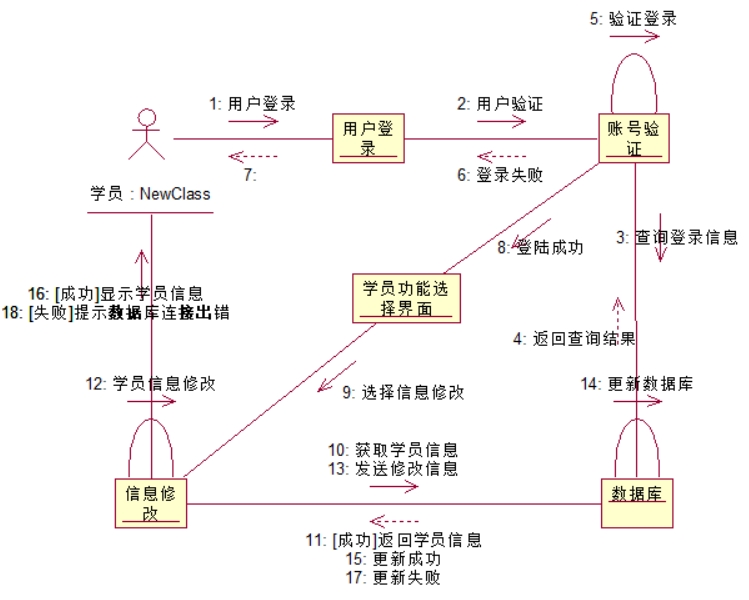 5: 验证登录
1: 用户登录
2: 用户验证
用户登
录
账号验
证
7:
6: 登录失败
学员 : NewClass
8: 登陆成功
3: 查询登录信息
16: [成功]显示学员信息
18: [失败]提示数据库连接出错
学员功能选
择界面
4: 返回查询结果
12: 学员信息修改
9: 选择信息修改
14: 更新数据库
10: 获取学员信息
13: 发送修改信息
信息修
改
数据库
11: [成功]返回学员信息
15: 更新成功
17: 更新失败